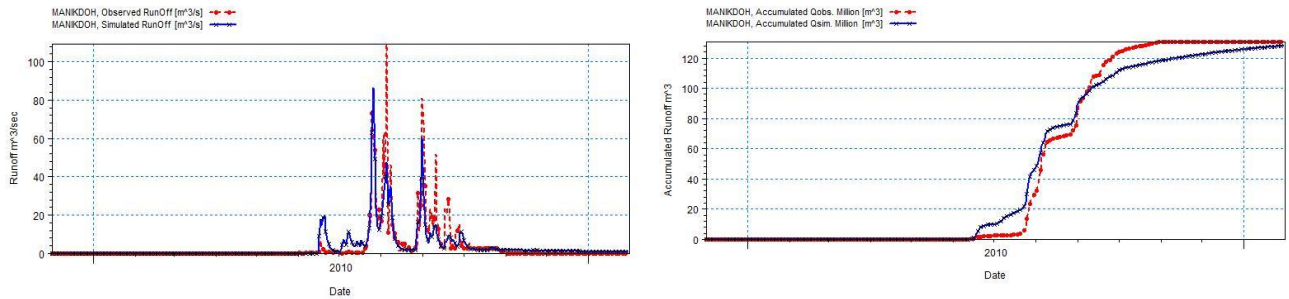 MANIKDOH, Observed RunOff [m^3/s]
MANIKDOH, Simulated RunOff [m^3/s]
Runoff m^3/sec
100
80
60
40
20
0
2010
Date
MANIKDOH, Accumulated Qobs. Million [m^3]
MANIKDOH, Accumulated Qsim. Million [m^3]
Accumulated Runoff m^3
120
100
80
60
40
20
0
2010
Date